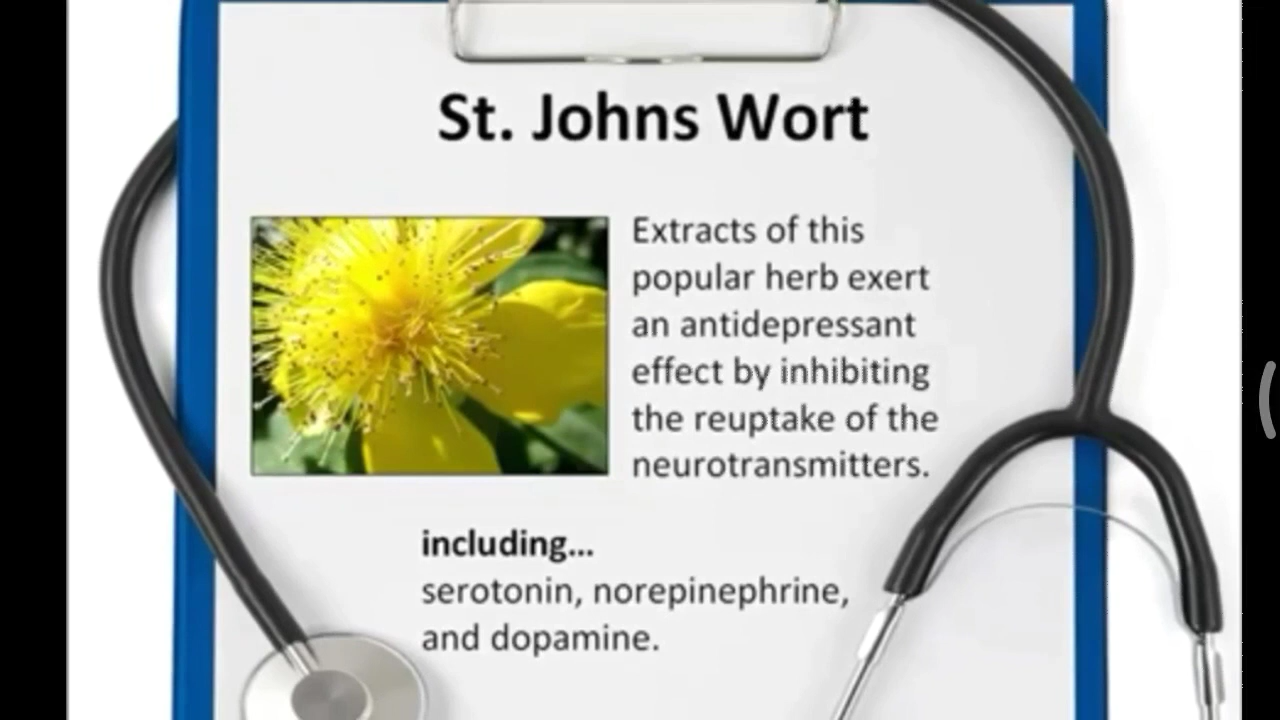 St. Johns Wort
Extracts of this
popular herb exert
an antidepressant
effect by inhibiting
the reuptake of the
neurotransmitters.
including...
serotonin, norepinephrine,
and dopamine.